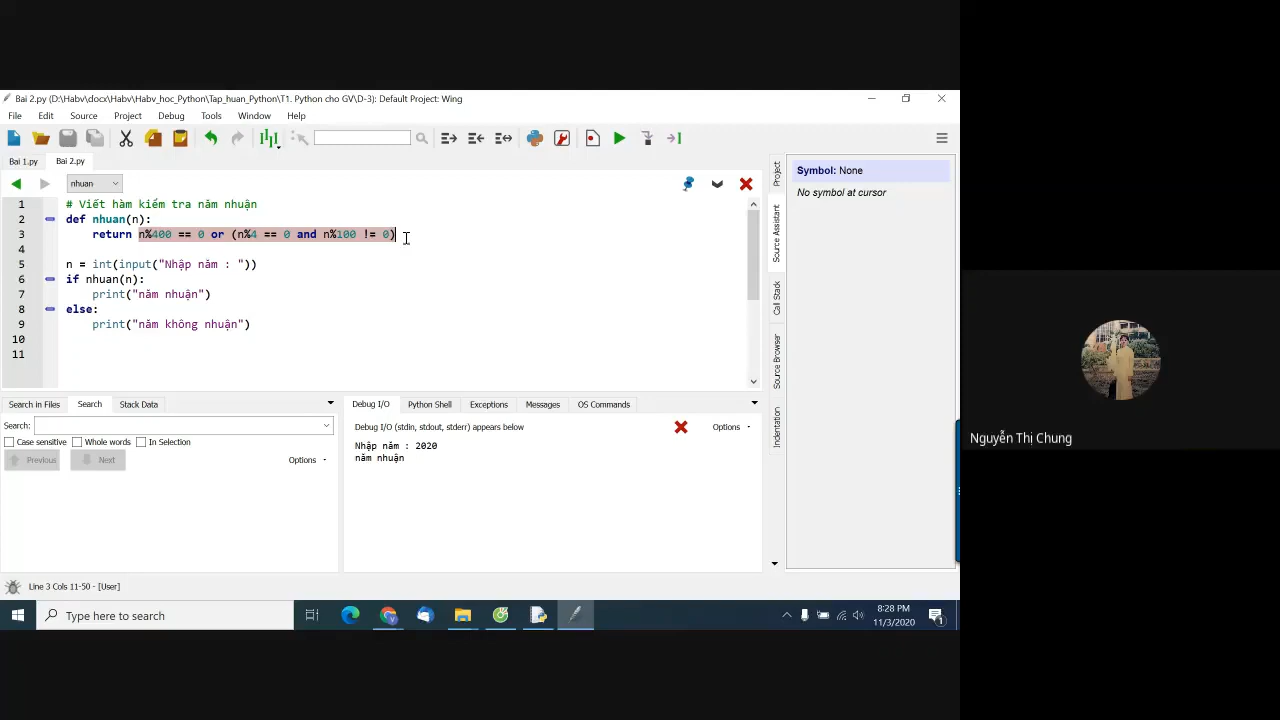 Bai 2.py (D:\Habv\docx\Habv\Habv_hoc_Python\Tap_huan_Python\T1. Python cho GV\D-3): Default Project: Wing
File Edit Source Project Debug Tools Window Help
Bai 1.py Bai 2.py
nhuan
1 # Viết hàm kiểm tra năm nhuận
2 def nhuan(n):
3 return n%400 == 0 or (n%4 == 0 and n%100 != 0)
4
5 n = int(input("Nhập năm : "))
6 if nhuan(n):
7 print("năm nhuận")
8 else:
9 print("năm không nhuận")
10
11
Project
Source Assistant
Call Stack
Source Browser
Indentation
Symbol: None
No symbol at cursor
Search in Files Search Stack Data
Search:
Case sensitive Whole words In Selection
Previous Next Options
Debug I/O Python Shell Exceptions Messages OS Commands
Debug I/O (stdin, stdout, stderr) appears below Options
Nhập năm : 2020
năm nhuận
Line 3 Cols 11-50 - [User]
Type here to search
8:28 PM
11/3/2020
1
Nguyễn Thị Chung